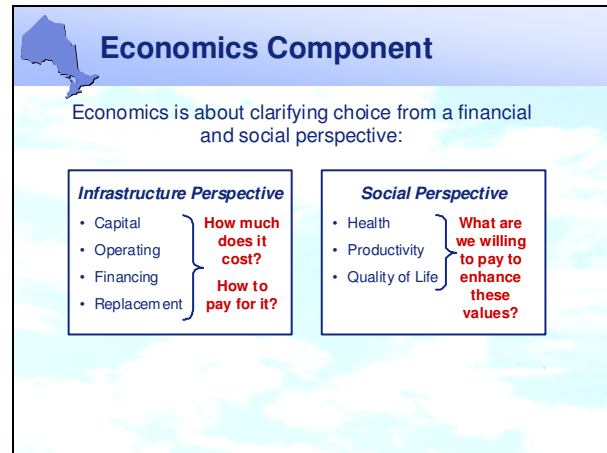 Economics Component
Economics is about clarifying choice from a financial
and social perspective:
Infrastructure Perspective
• Capital
• Operating
• Financing
• Replacement
How much
does it
cost?
How to
pay for it?
Social Perspective
• Health
• Productivity
• Quality of Life
What are
we willing
to pay to
enhance
these
values?